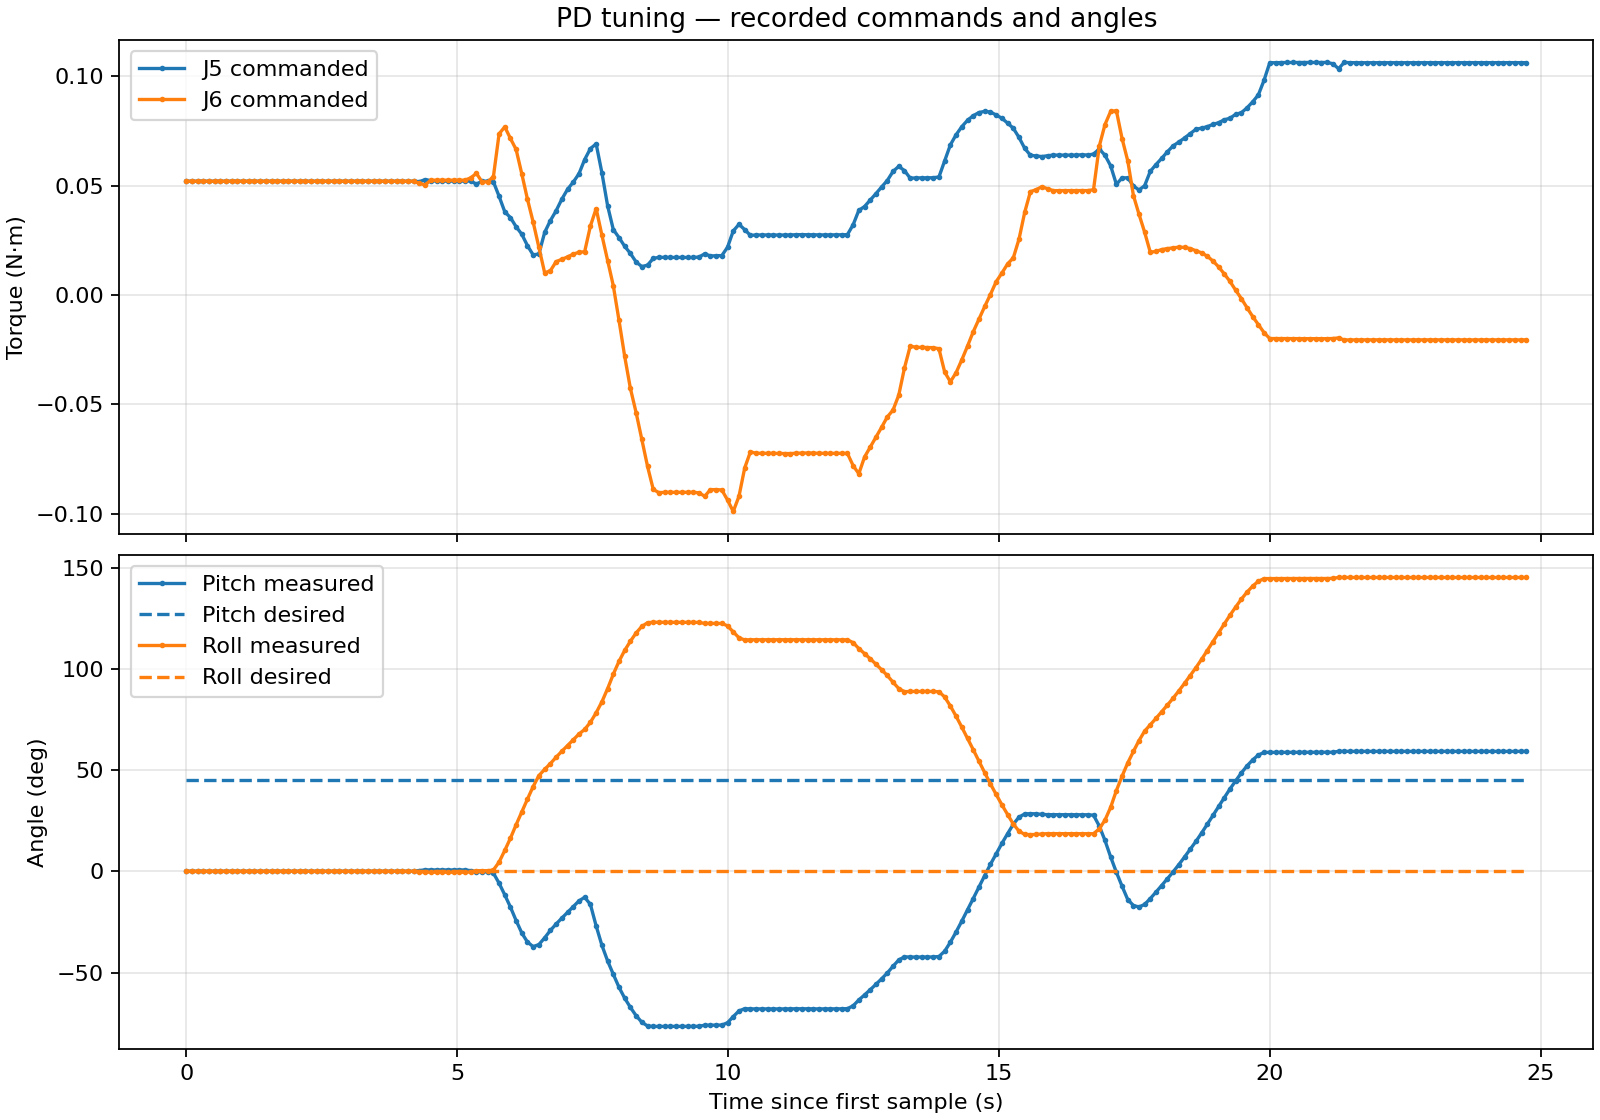 PD tuning — recorded commands and angles
J5 commanded
J6 commanded
0.10
0.05
0.00
−0.05
−0.10
Torque (N·m)
Pitch measured
Pitch desired
Roll measured
Roll desired
150
100
50
0
−50
Angle (deg)
0 5 10 15 20 25
Time since first sample (s)